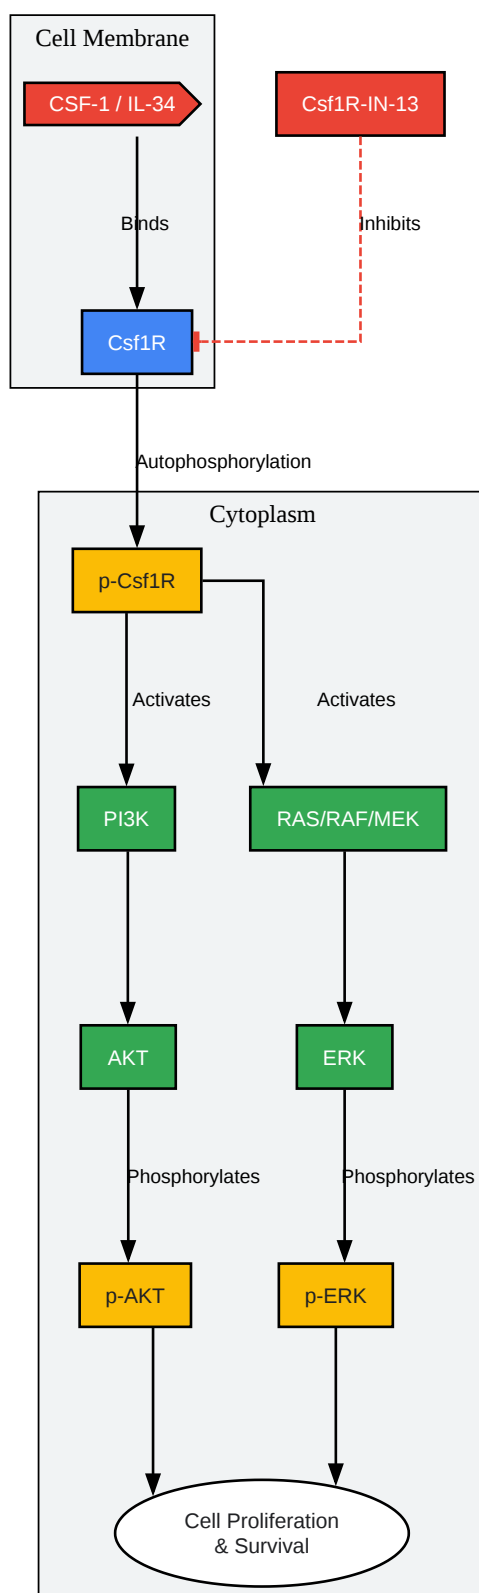 Cell Membrane
CSF-1 / IL-34
Csf1R-IN-13
Binds
Inhibits
Csf1R
Autophosphorylation
Cytoplasm
p-Csf1R
Activates
Activates
PI3K
RAS/RAF/MEK
AKT
ERK
Phosphorylates
Phosphorylates
p-AKT
p-ERK
Cell Proliferation
& Survival